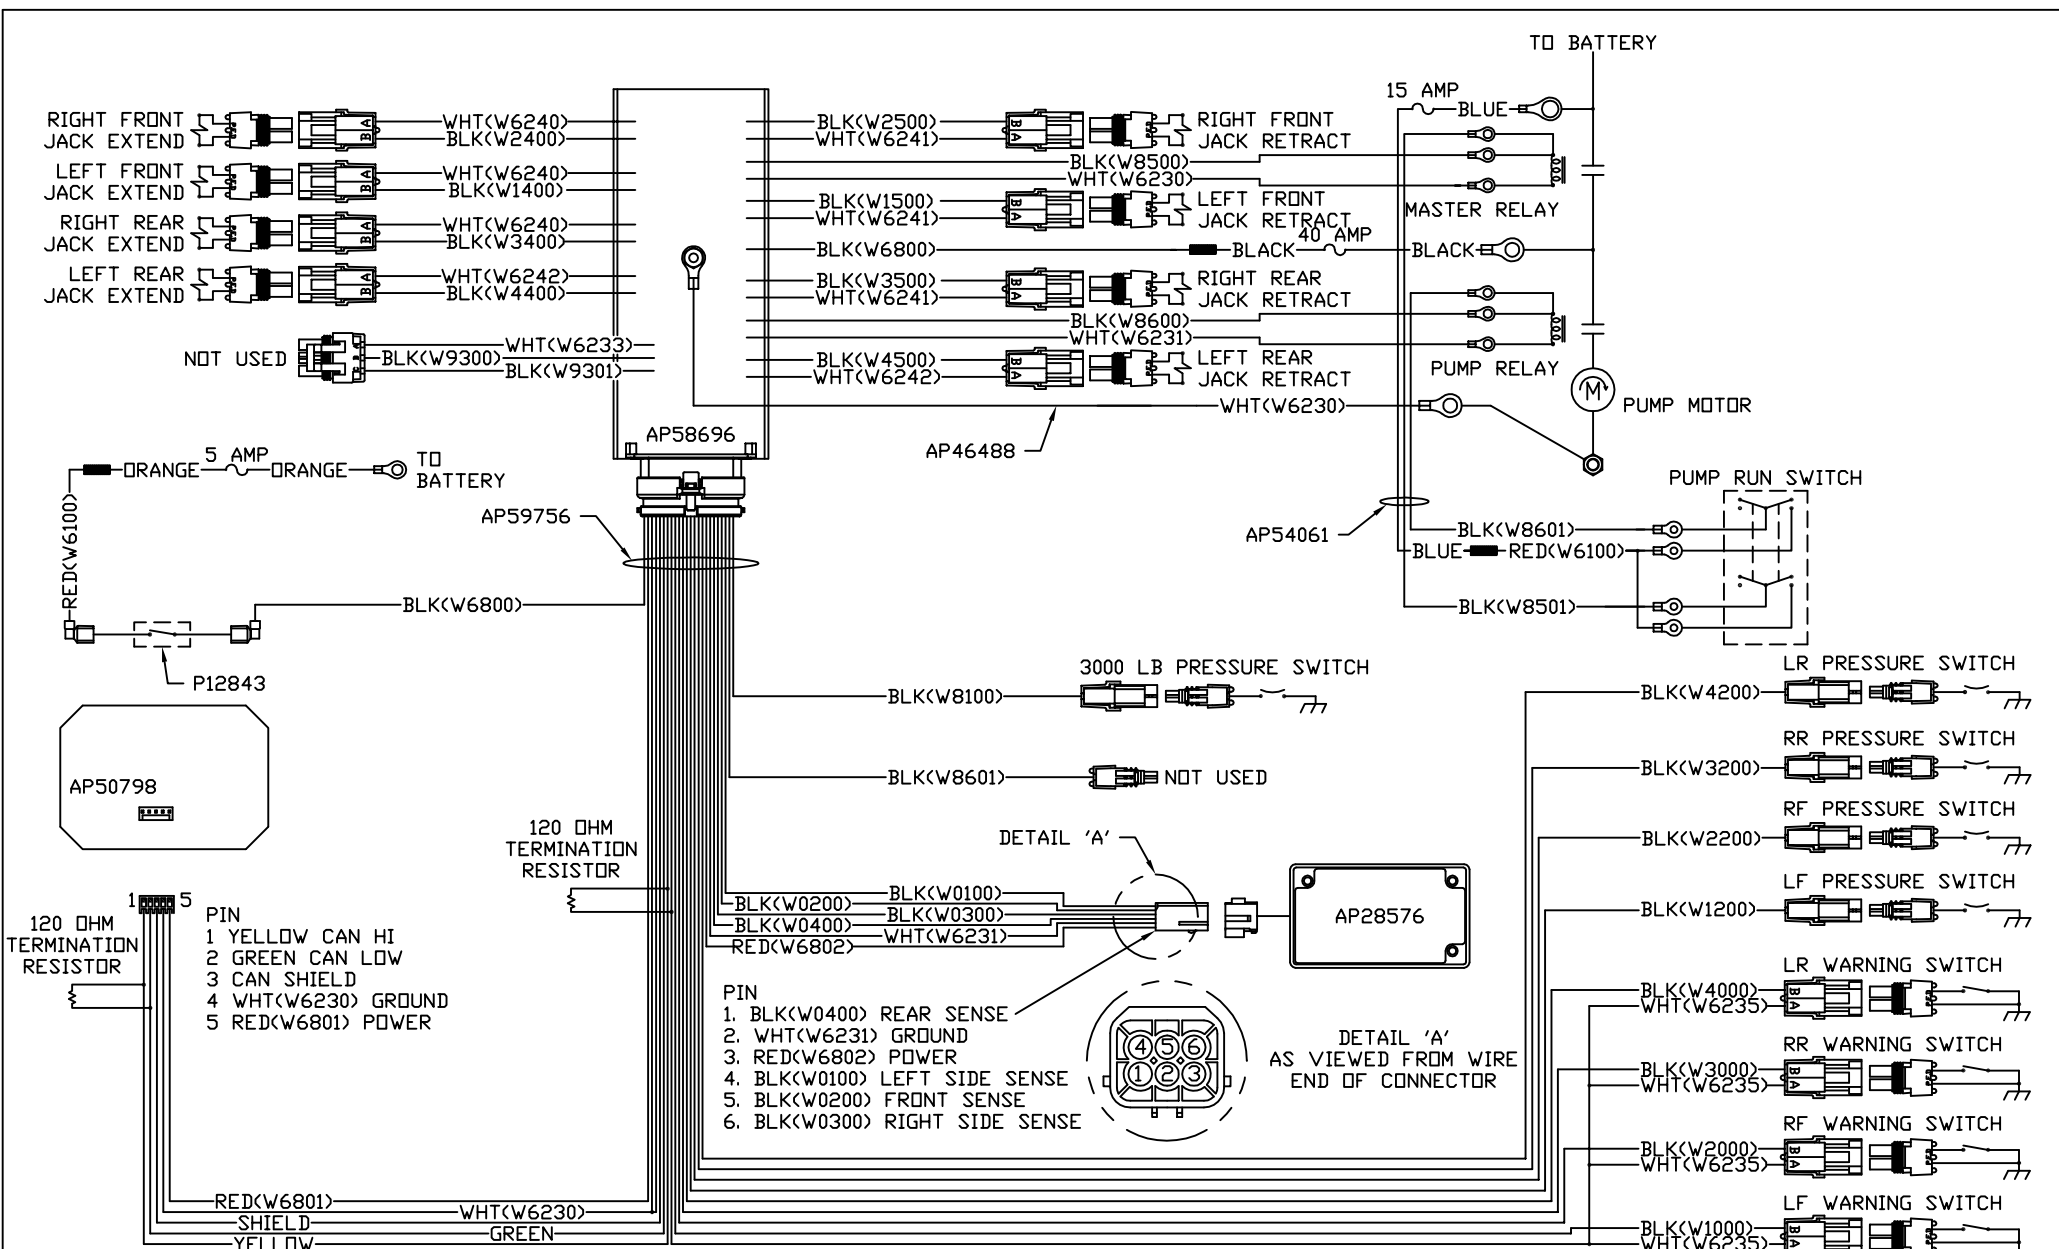 TO BATTERY
15 AMP
BLUE
RIGHT FRONT
JACK EXTEND
A
B
WHT(W6240)
BLK(W2400)
BLK(W2500)
WHT(W6241)
B
A
RIGHT FRONT
JACK RETRACT
LEFT FRONT
JACK EXTEND
A
B
WHT(W6240)
BLK(W1400)
BLK(W8500)
WHT(W6230)
BLK(W1500)
WHT(W6241)
B
A
LEFT FRONT
JACK RETRACT
MASTER RELAY
RIGHT REAR
JACK EXTEND
A
B
WHT(W6240)
BLK(W3400)
BLK(W6800)
BLACK
40 AMP
BLACK
LEFT REAR
JACK EXTEND
A
B
WHT(W6242)
BLK(W4400)
BLK(W3500)
WHT(W6241)
B
A
RIGHT REAR
JACK RETRACT
BLK(W8600)
WHT(W6231)
NOT USED
WHT(W6233)
BLK(W9300)
BLK(W9301)
BLK(W4500)
WHT(W6242)
B
A
LEFT REAR
JACK RETRACT
PUMP RELAY
M
PUMP MOTOR
WHT(W6230)
AP58696
AP46488
ORANGE
5 AMP
ORANGE
TO
BATTERY
RED(W6100)
AP59756
PUMP RUN SWITCH
AP54061
BLK(W8601)
BLUE
RED(W6100)
BLK(W8501)
BLK(W6800)
P12843
3000 LB PRESSURE SWITCH
BLK(W8100)
LR PRESSURE SWITCH
BLK(W4200)
RR PRESSURE SWITCH
BLK(W3200)
BLK(W8601)
NOT USED
AP50798
RF PRESSURE SWITCH
BLK(W2200)
120 OHM
TERMINATION
RESISTOR
DETAIL 'A'
LF PRESSURE SWITCH
BLK(W1200)
BLK(W0100)
BLK(W0200)
BLK(W0300)
BLK(W0400)
WHT(W6231)
RED(W6802)
AP28576
1
5
120 OHM
TERMINATION
RESISTOR
PIN
1 YELLOW CAN HI
2 GREEN CAN LOW
3 CAN SHIELD
4 WHT(W6230) GROUND
5 RED(W6801) POWER
PIN
1. BLK(W0400) REAR SENSE
2. WHT(W6231) GROUND
3. RED(W6802) POWER
4. BLK(W0100) LEFT SIDE SENSE
5. BLK(W0200) FRONT SENSE
6. BLK(W0300) RIGHT SIDE SENSE
4 5 6
1 2 3
DETAIL 'A'
AS VIEWED FROM WIRE
END OF CONNECTOR
LR WARNING SWITCH
BLK(W4000)
WHT(W6235)
B
A
RR WARNING SWITCH
BLK(W3000)
WHT(W6235)
B
A
RF WARNING SWITCH
BLK(W2000)
WHT(W6235)
B
A
LF WARNING SWITCH
BLK(W1000)
WHT(W6235)
B
A
RED(W6801)
WHT(W6230)
SHIELD
GREEN
YELLOW